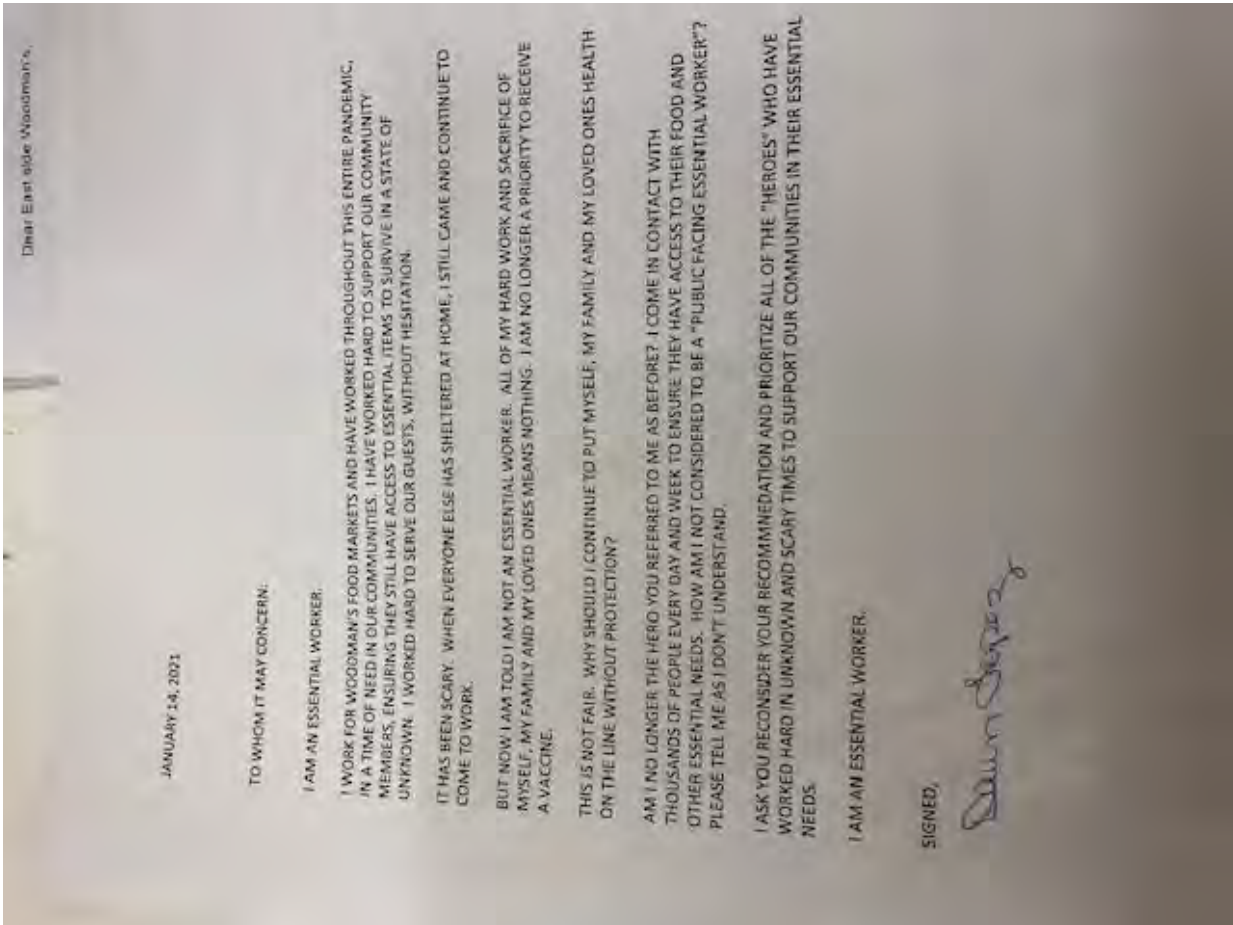 Dear East side Woodman's,
JANUARY 14, 2021
TO WHOM IT MAY CONCERN:
I AM AN ESSENTIAL WORKER.
I WORK FOR WOODMAN'S FOOD MARKETS AND HAVE WORKED THROUGHOUT THIS ENTIRE PANDEMIC,
IN A TIME OF NEED IN OUR COMMUNITIES. I HAVE WORKED HARD TO SUPPORT OUR COMMUNITY
MEMBERS, ENSURING THEY STILL HAVE ACCESS TO ESSENTIAL ITEMS TO SURVIVE IN A STATE OF
UNKNOWN. I WORKED HARD TO SERVE OUR GUESTS, WITHOUT HESITATION.
IT HAS BEEN SCARY. WHEN EVERYONE ELSE HAS SHELTERED AT HOME, I STILL CAME AND CONTINUE TO
COME TO WORK.
BUT NOW I AM TOLD I AM NOT AN ESSENTIAL WORKER. ALL OF MY HARD WORK AND SACRIFICE OF
MYSELF, MY FAMILY AND MY LOVED ONES MEANS NOTHING. I AM NO LONGER A PRIORITY TO RECEIVE
A VACCINE.
THIS IS NOT FAIR. WHY SHOULD I CONTINUE TO PUT MYSELF, MY FAMILY AND MY LOVED ONES HEALTH
ON THE LINE WITHOUT PROTECTION?
AM I NO LONGER THE HERO YOU REFERRED TO ME AS BEFORE? I COME IN CONTACT WITH
THOUSANDS OF PEOPLE EVERY DAY AND WEEK TO ENSURE THEY HAVE ACCESS TO THEIR FOOD AND
OTHER ESSENTIAL NEEDS. HOW AM I NOT CONSIDERED TO BE A "PUBLIC FACING ESSENTIAL WORKER"?
PLEASE TELL ME AS I DON'T UNDERSTAND.
I ASK YOU RECONSIDER YOUR RECOMMNEDATION AND PRIORITIZE ALL OF THE "HEROES" WHO HAVE
WORKED HARD IN UNKNOWN AND SCARY TIMES TO SUPPORT OUR COMMUNITIES IN THEIR ESSENTIAL
NEEDS.
I AM AN ESSENTIAL WORKER.
SIGNED,
Dawn